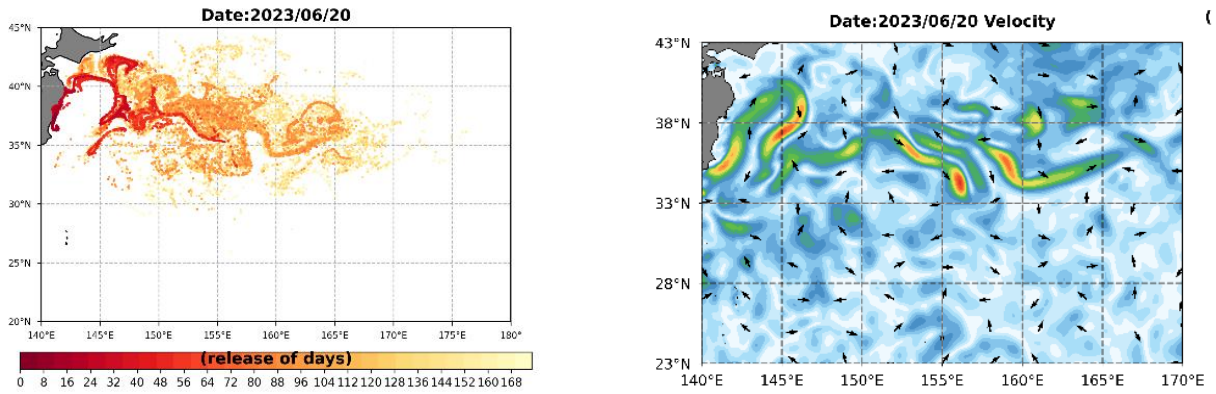 Date:2023/06/20
45°N
40°N
35°N
30°N
25°N
20°N
140°E 145°E 150°E 155°E 160°E 165°E 170°E 175°E 180°
(release of days)
0 8 16 24 32 40 48 56 64 72 80 88 96 104 112 120 128 136 144 152 160 168
Date:2023/06/20 Velocity
(
43°N
38°N
33°N
28°N
23°N
140°E 145°E 150°E 155°E 160°E 165°E 170°E